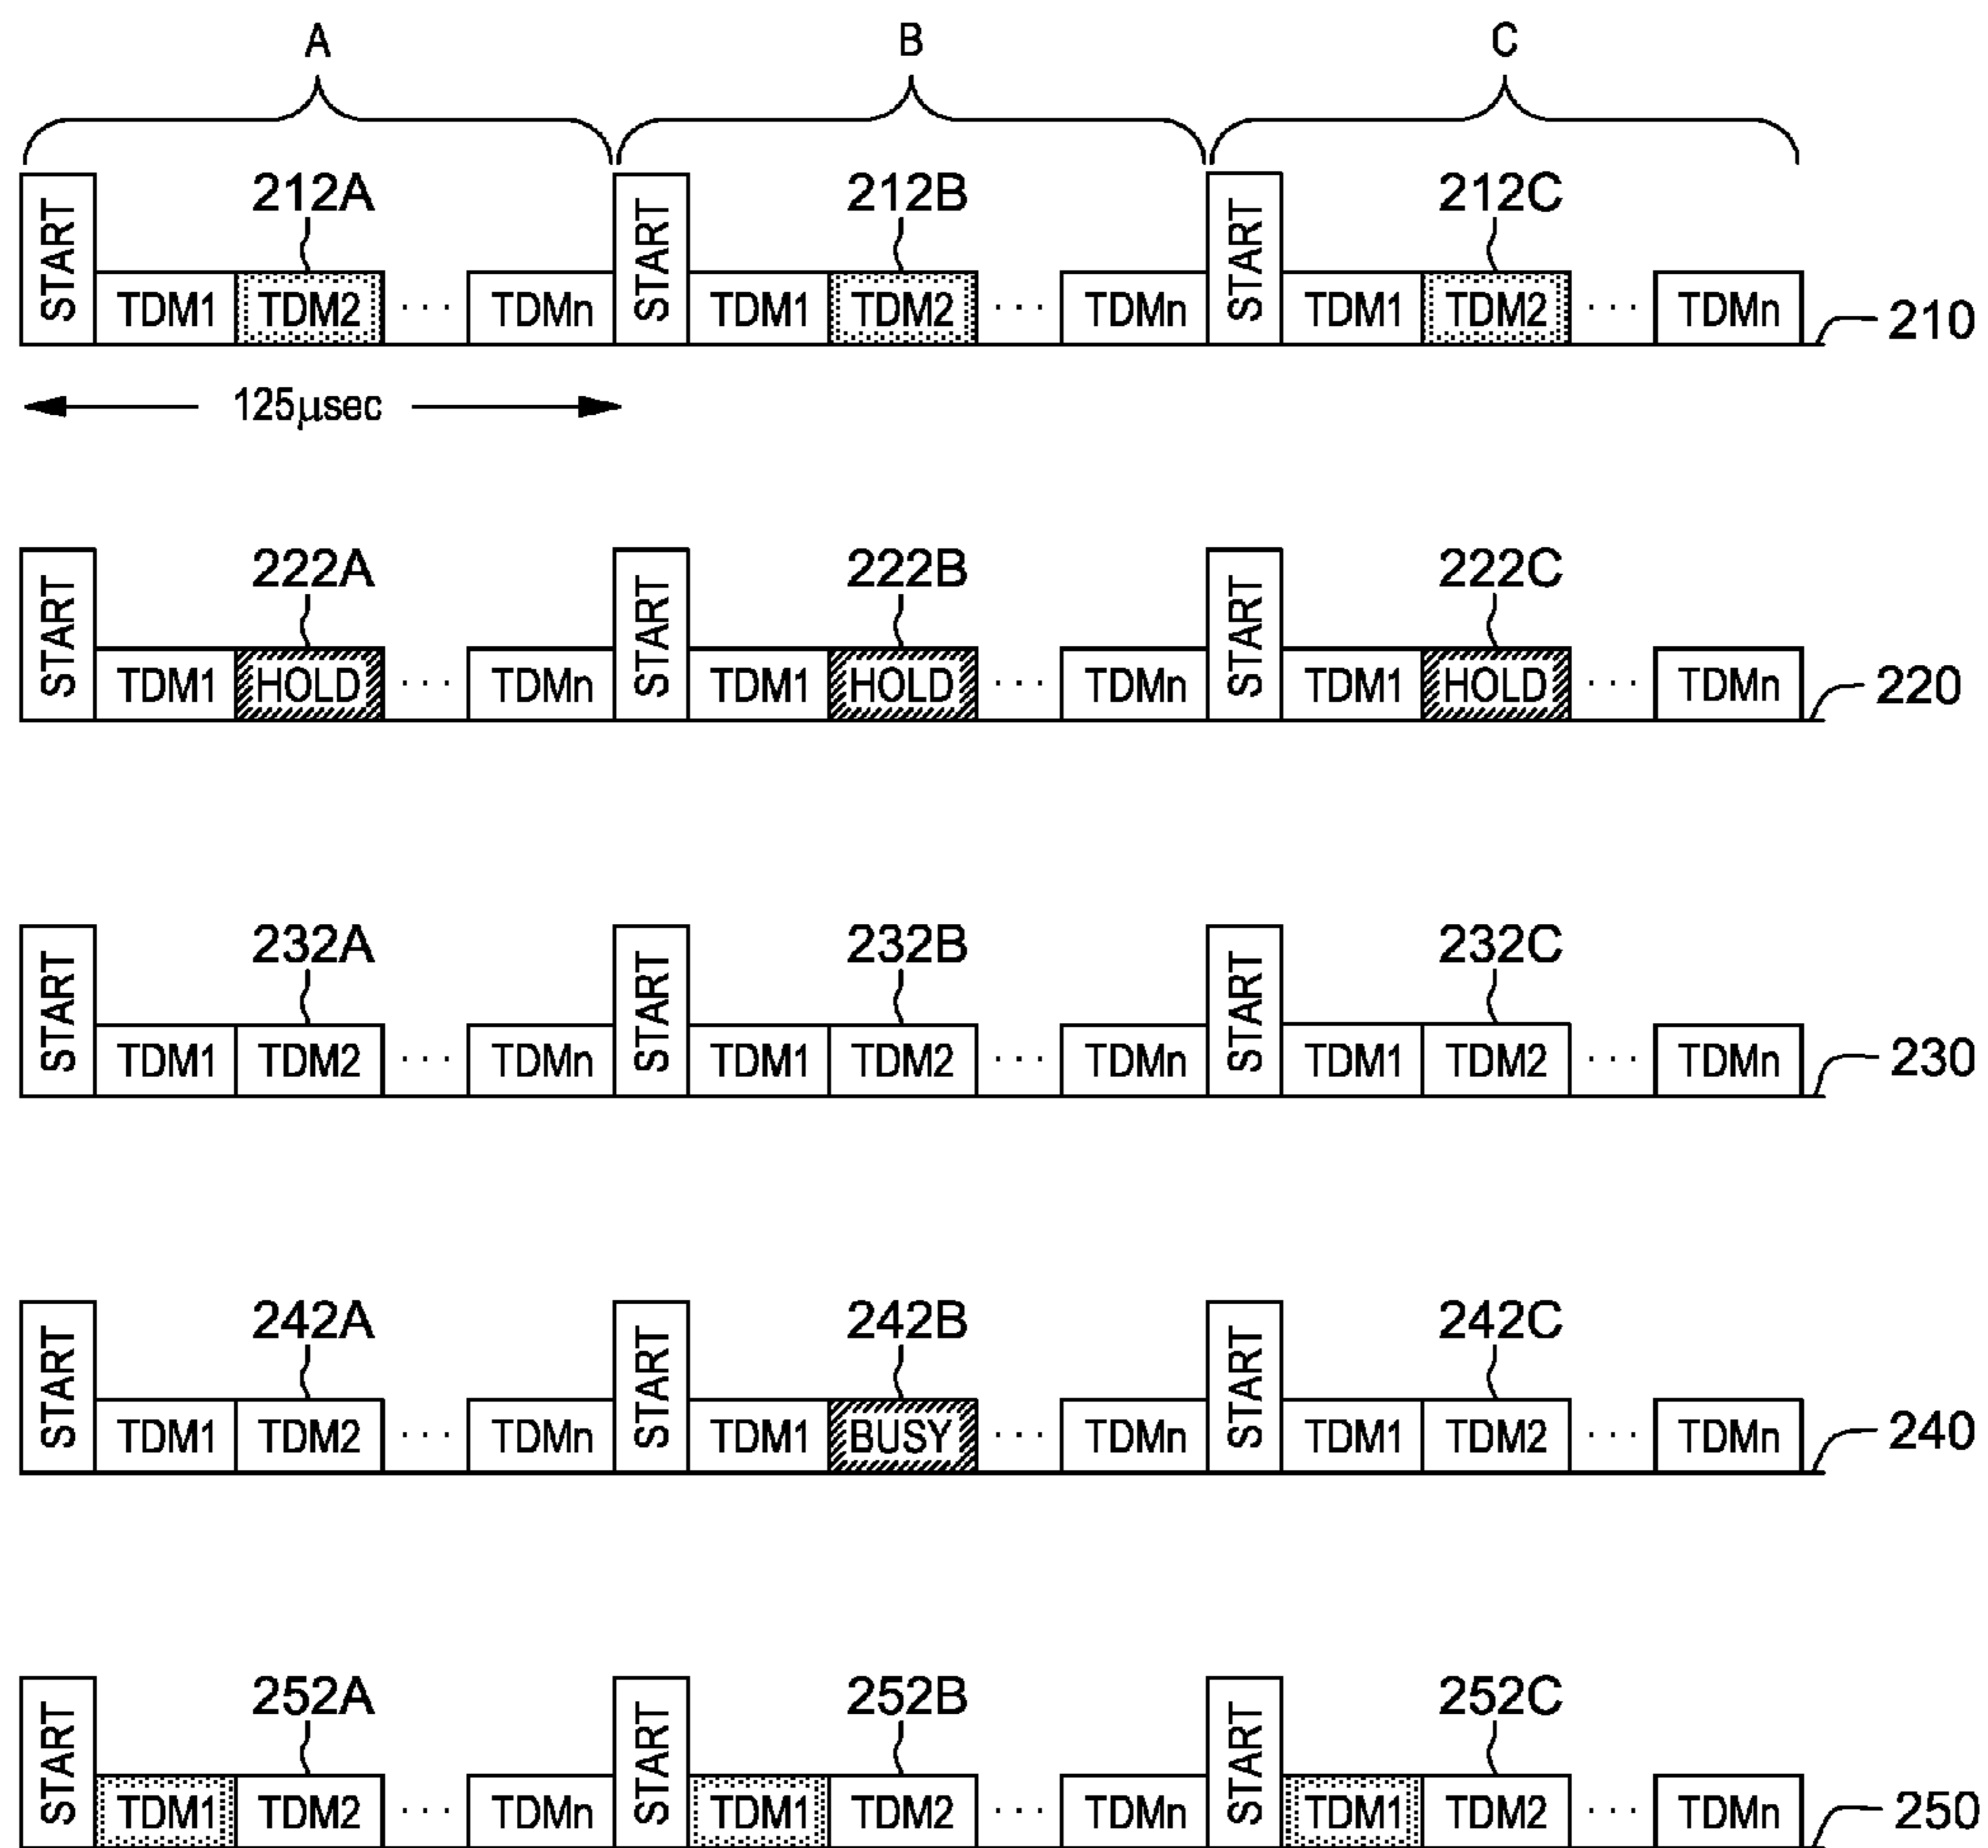 A B C
212A 212B 212C
START TDM1 TDM2 ... TDMn START TDM1 TDM2 ... TDMn START TDM1 TDM2 ... TDMn 210
125µsec
222A 222B 222C
START TDM1 HOLD ... TDMn START TDM1 HOLD ... TDMn START TDM1 HOLD ... TDMn 220
232A 232B 232C
START TDM1 TDM2 ... TDMn START TDM1 TDM2 ... TDMn START TDM1 TDM2 ... TDMn 230
242A 242B 242C
START TDM1 TDM2 ... TDMn START TDM1 BUSY ... TDMn START TDM1 TDM2 ... TDMn 240
252A 252B 252C
START TDM1 TDM2 ... TDMn START TDM1 TDM2 ... TDMn START TDM1 TDM2 ... TDMn 250